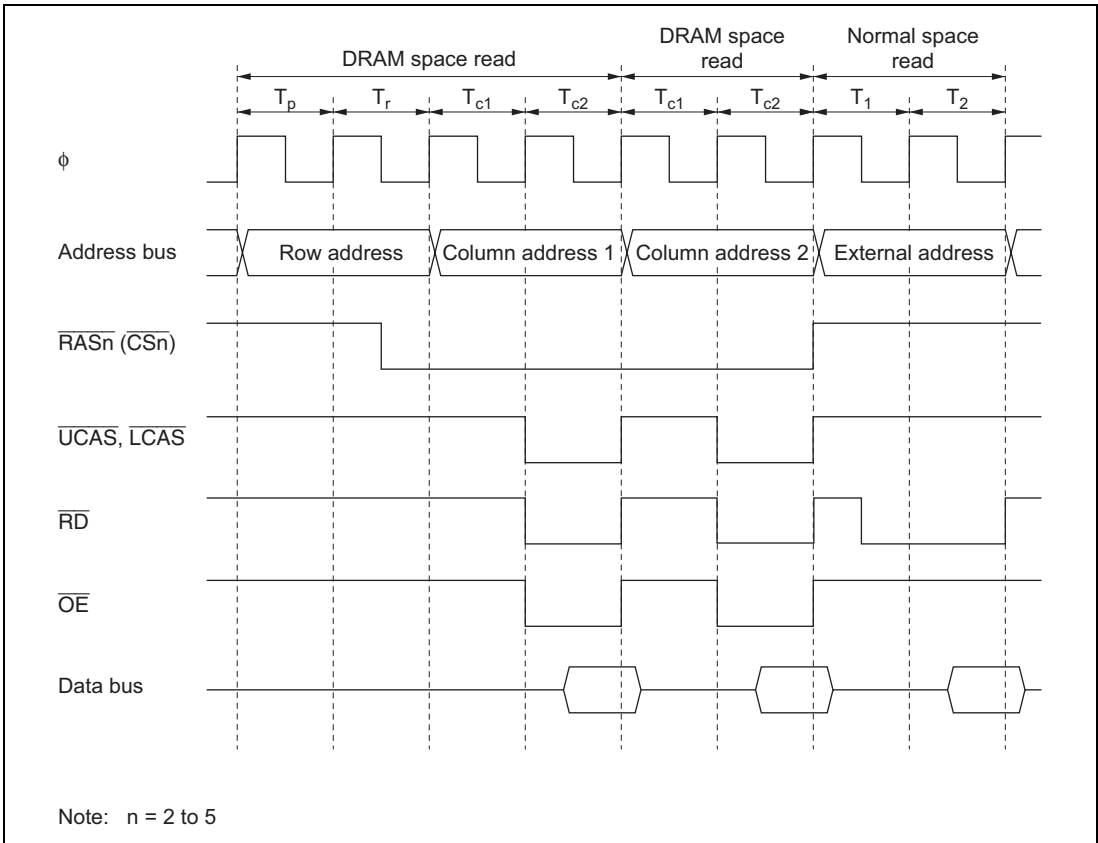 DRAM space read
DRAM space read
Normal space read
Tp Tr Tc1 Tc2 Tc1 Tc2 T1 T2
ϕ
Address bus Row address Column address 1 Column address 2 External address
RASn (CSn)
UCAS, LCAS
RD
OE
Data bus
Note: n = 2 to 5